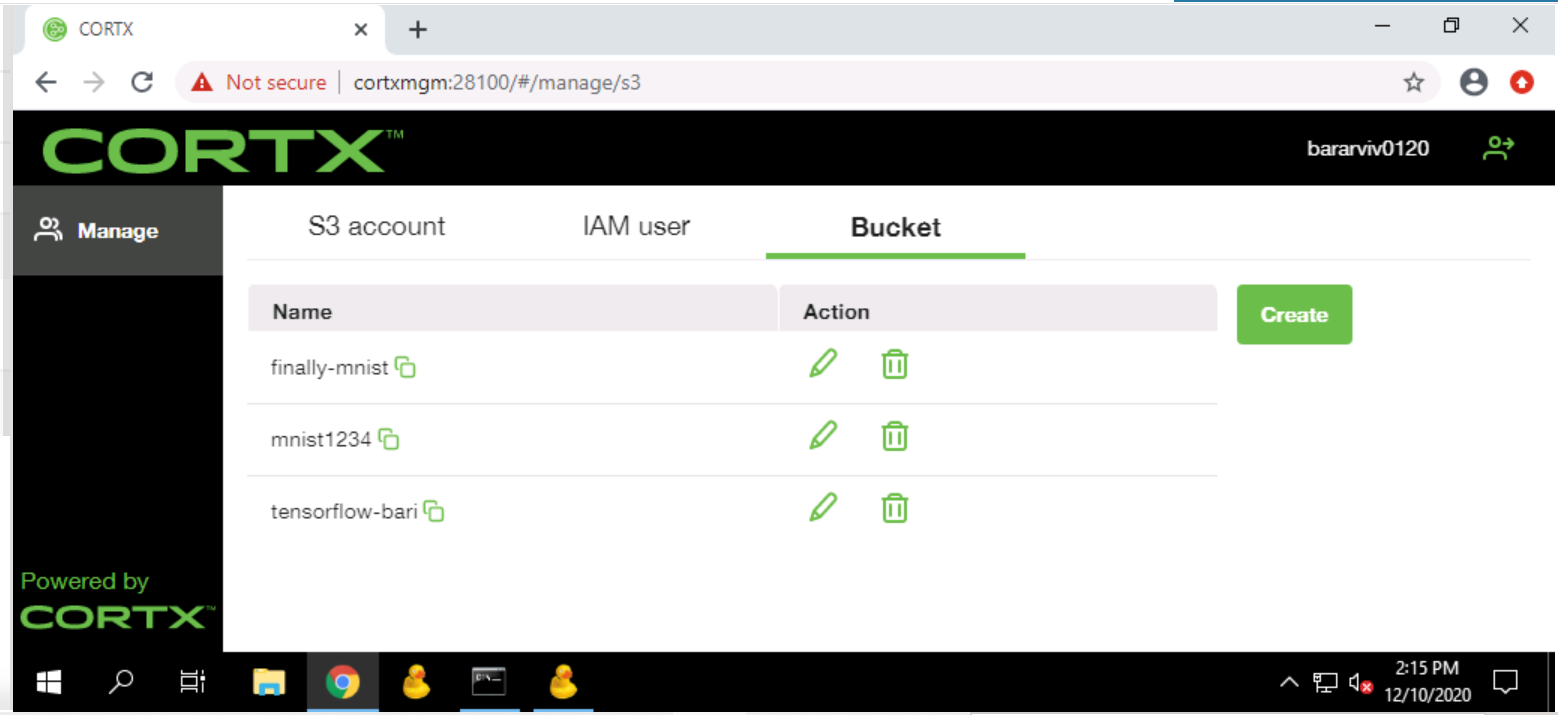 CORTX
Not secure cortxmgm:28100/#/manage/s3
CORTX™
bararviv0120
Manage
S3 account IAM user Bucket
Name Action
Create
finally-mnist
mnist1234
tensorflow-bari
Powered by
CORTX™
2:15 PM
12/10/2020